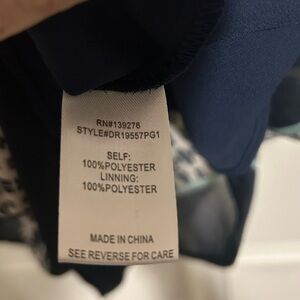 RN#139276
STYLE#DR19557PG1
SELF:
100%POLYESTER
LINNING:
100%POLYESTER
MADE IN CHINA
SEE REVERSE FOR CARE